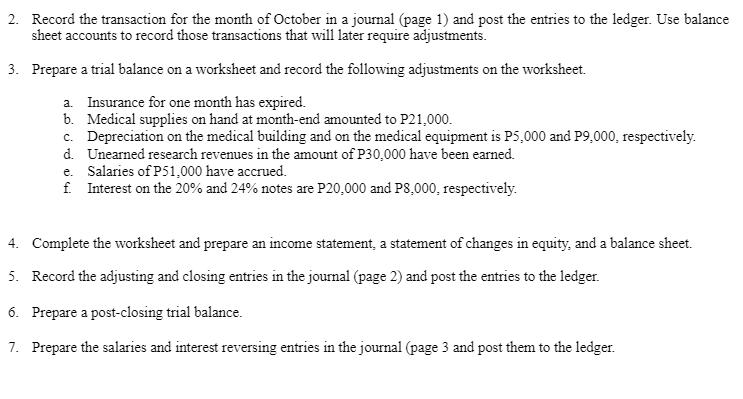 2. Record the transaction for the month of October in a journal (page 1) and post the entries to the ledger. Use balance
sheet accounts to record those transactions that will later require adjustments.
3. Prepare a trial balance on a worksheet and record the following adjustments on the worksheet.
a. Insurance for one month has expired.
b. Medical supplies on hand at month-end amounted to P21,000.
c. Depreciation on the medical building and on the medical equipment is P5,000 and P9,000, respectively.
d. Unearned research revenues in the amount of P30,000 have been earned.
e. Salaries of P51,000 have accrued.
f. Interest on the 20% and 24% notes are P20,000 and P8,000, respectively.
4. Complete the worksheet and prepare an income statement, a statement of changes in equity, and a balance sheet.
5. Record the adjusting and closing entries in the journal (page 2) and post the entries to the ledger.
6. Prepare a post-closing trial balance.
7. Prepare the salaries and interest reversing entries in the journal (page 3 and post them to the ledger.